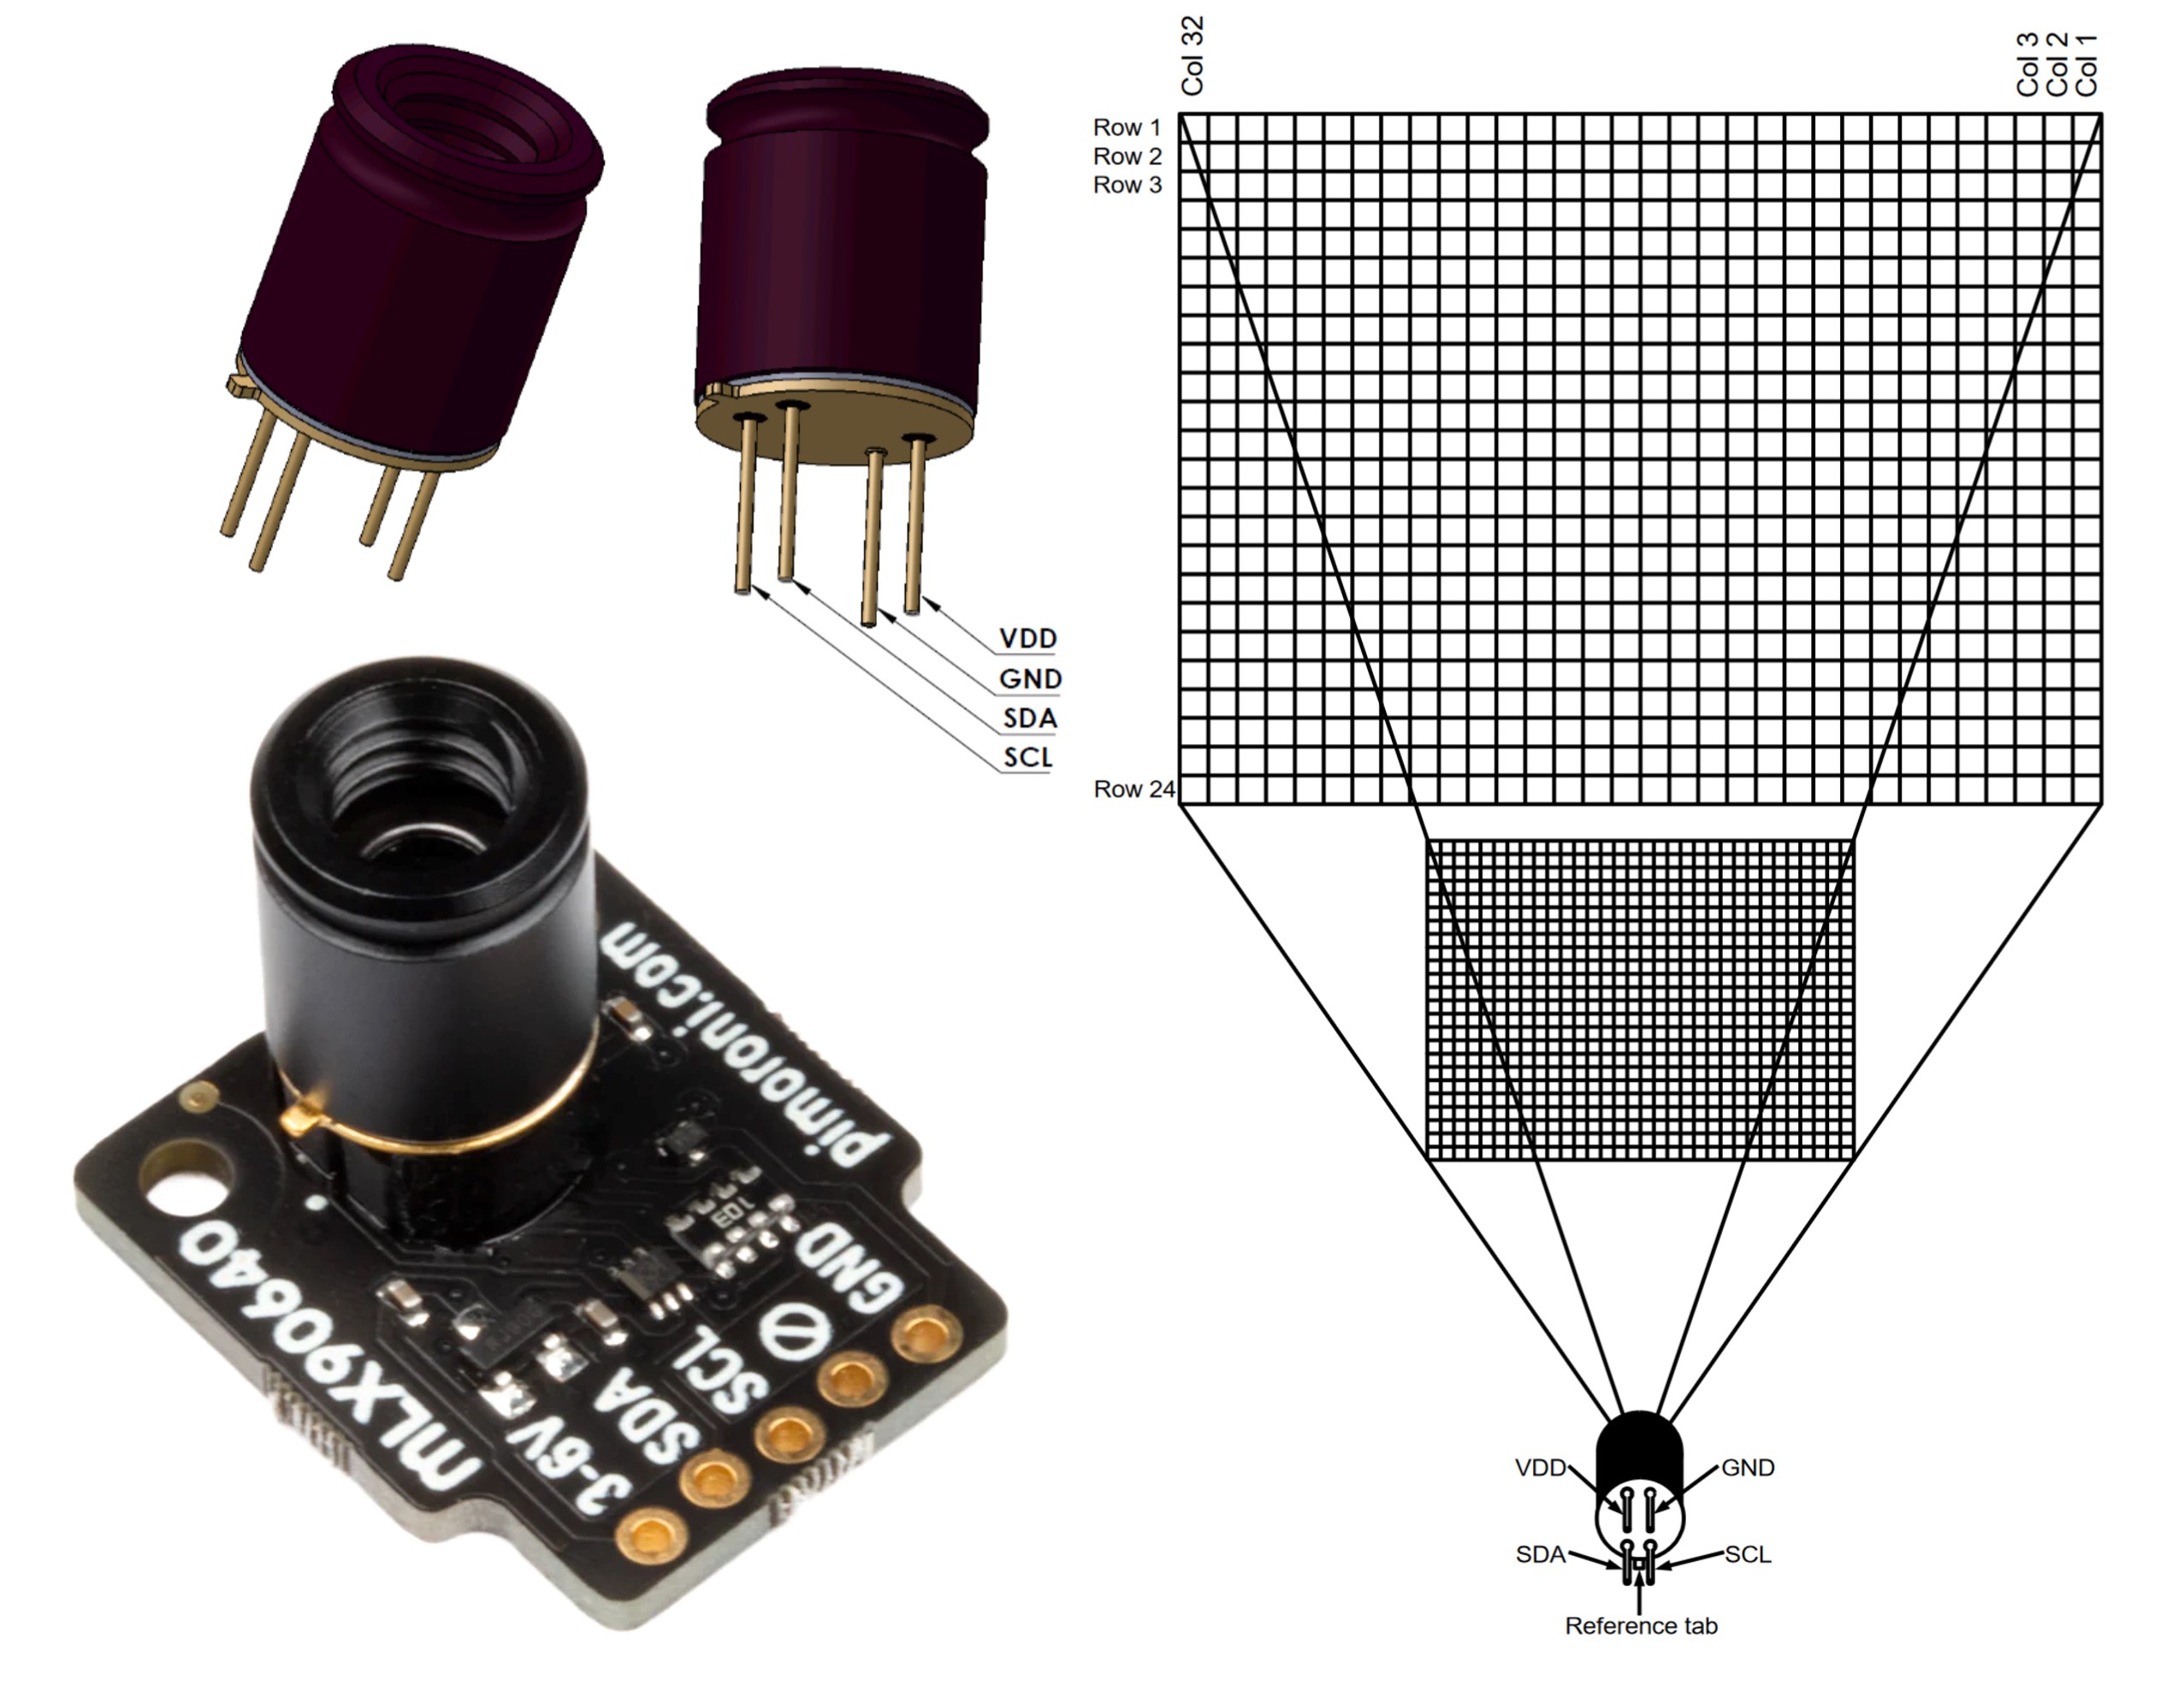 VDD
GND
SDA
SCL
Col 32
Col 3
Col 2
Col 1
Row 1
Row 2
Row 3
Row 24
VDD
GND
SDA
SCL
Reference tab
pimoroni.com
MLX90640
103
GND
SCL
SDA
3-6V